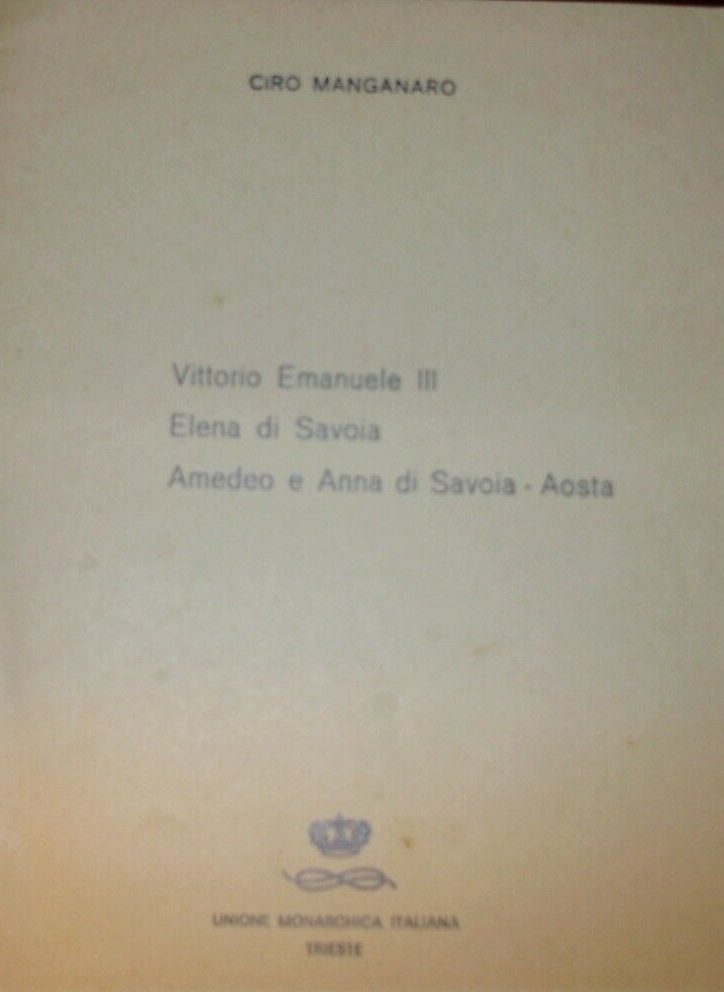 CIRO MANGANARO
Vittorio Emanuele III
Elena di Savoia
Amedeo e Anna di Savoia - Aosta
UNIONE MONARCHICA ITALIANA
TRIESTE